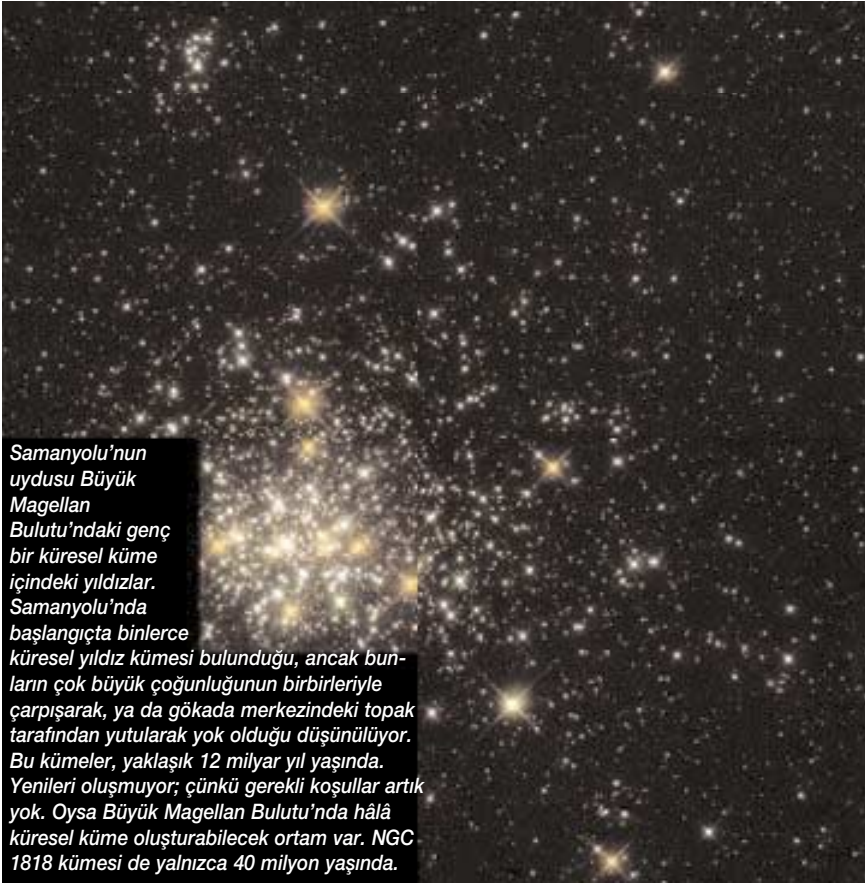 Samanyolu’nun
uydusu Büyük
Magellan
Bulutu’ndaki genç
bir küresel küme
içindeki yıldızlar.
Samanyolu’nda
başlangıçta binlerce
küresel yıldız kümesi bulunduğu, ancak bun-
ların çok büyük çoğunluğunun birbirleriyle
çarpışarak, ya da gökada merkezindeki topak
tarafından yutularak yok olduğu düşünülüyor.
Bu kümeler, yaklaşık 12 milyar yıl yaşında.
Yenileri oluşmuyor; çünkü gerekli koşullar artık
yok. Oysa Büyük Magellan Bulutu’nda hâlâ
küresel küme oluşturabilecek ortam var. NGC
1818 kümesi de yalnızca 40 milyon yaşında.